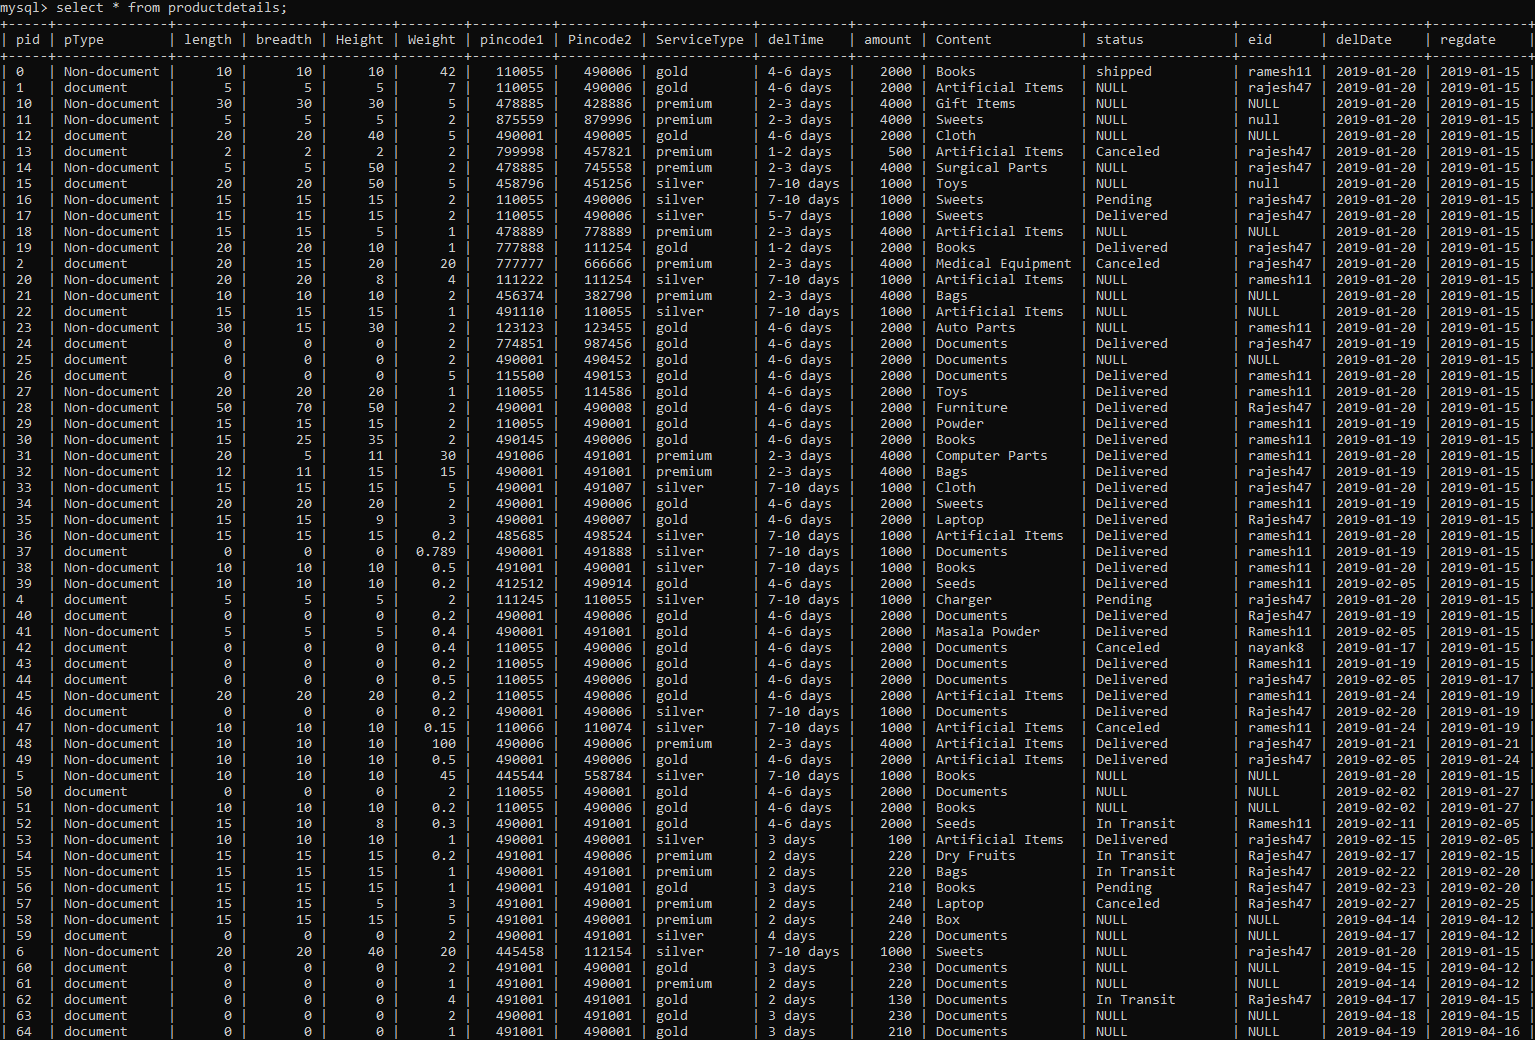 mysql> select * from productdetails;
| pid | pType | length | breadth | Height | Weight | pincode1 | Pincode2 | ServiceType | delTime | amount | Content | status | eid | delDate | regdate |
| 0 | Non-document | 10 | 10 | 10 | 42 | 110055 | 490006 | gold | 4-6 days | 2000 | Books | shipped | ramesh11 | 2019-01-20 | 2019-01-15 |
| 1 | document | 5 | 5 | 5 | 7 | 110055 | 490006 | gold | 4-6 days | 2000 | Artificial Items | NULL | rajesh47 | 2019-01-20 | 2019-01-15 |
| 10 | Non-document | 30 | 30 | 30 | 5 | 478885 | 428886 | premium | 2-3 days | 4000 | Gift Items | NULL | NULL | 2019-01-20 | 2019-01-15 |
| 11 | Non-document | 5 | 5 | 5 | 2 | 875559 | 879996 | premium | 2-3 days | 4000 | Sweets | NULL | null | 2019-01-20 | 2019-01-15 |
| 12 | document | 20 | 20 | 40 | 5 | 490001 | 490005 | gold | 4-6 days | 2000 | Cloth | NULL | NULL | 2019-01-20 | 2019-01-15 |
| 13 | document | 2 | 2 | 2 | 2 | 799998 | 457821 | premium | 1-2 days | 500 | Artificial Items | Canceled | rajesh47 | 2019-01-20 | 2019-01-15 |
| 14 | Non-document | 5 | 5 | 50 | 2 | 478885 | 745558 | premium | 2-3 days | 4000 | Surgical Parts | NULL | rajesh47 | 2019-01-20 | 2019-01-15 |
| 15 | document | 20 | 20 | 50 | 5 | 458796 | 451256 | silver | 7-10 days | 1000 | Toys | NULL | null | 2019-01-20 | 2019-01-15 |
| 16 | Non-document | 15 | 15 | 15 | 2 | 110055 | 490006 | silver | 7-10 days | 1000 | Sweets | Pending | rajesh47 | 2019-01-20 | 2019-01-15 |
| 17 | Non-document | 15 | 15 | 15 | 2 | 110055 | 490006 | silver | 5-7 days | 1000 | Sweets | Delivered | rajesh47 | 2019-01-20 | 2019-01-15 |
| 18 | Non-document | 15 | 15 | 5 | 1 | 478889 | 778889 | premium | 2-3 days | 4000 | Artificial Items | NULL | NULL | 2019-01-20 | 2019-01-15 |
| 19 | Non-document | 20 | 20 | 10 | 1 | 777888 | 111254 | gold | 1-2 days | 2000 | Books | Delivered | rajesh47 | 2019-01-20 | 2019-01-15 |
| 2 | document | 20 | 15 | 20 | 20 | 777777 | 666666 | premium | 2-3 days | 4000 | Medical Equipment | Canceled | rajesh47 | 2019-01-20 | 2019-01-15 |
| 20 | Non-document | 20 | 20 | 8 | 4 | 111222 | 111254 | silver | 7-10 days | 1000 | Artificial Items | NULL | ramesh11 | 2019-01-20 | 2019-01-15 |
| 21 | Non-document | 10 | 10 | 10 | 2 | 456374 | 382790 | premium | 2-3 days | 4000 | Bags | NULL | NULL | 2019-01-20 | 2019-01-15 |
| 22 | document | 15 | 15 | 15 | 1 | 491110 | 110055 | silver | 7-10 days | 1000 | Artificial Items | NULL | NULL | 2019-01-20 | 2019-01-15 |
| 23 | Non-document | 30 | 15 | 30 | 2 | 123123 | 123455 | gold | 4-6 days | 2000 | Auto Parts | NULL | ramesh11 | 2019-01-20 | 2019-01-15 |
| 24 | document | 0 | 0 | 0 | 2 | 774851 | 987456 | gold | 4-6 days | 2000 | Documents | Delivered | rajesh47 | 2019-01-19 | 2019-01-15 |
| 25 | document | 0 | 0 | 0 | 2 | 490001 | 490452 | gold | 4-6 days | 2000 | Documents | NULL | NULL | 2019-01-20 | 2019-01-15 |
| 26 | document | 0 | 0 | 0 | 5 | 115500 | 490153 | gold | 4-6 days | 2000 | Documents | Delivered | ramesh11 | 2019-01-20 | 2019-01-15 |
| 27 | Non-document | 20 | 20 | 20 | 1 | 110055 | 114586 | gold | 4-6 days | 2000 | Toys | Delivered | ramesh11 | 2019-01-20 | 2019-01-15 |
| 28 | Non-document | 50 | 70 | 50 | 2 | 490001 | 490008 | gold | 4-6 days | 2000 | Furniture | Delivered | Rajesh47 | 2019-01-20 | 2019-01-15 |
| 29 | Non-document | 15 | 15 | 15 | 2 | 110055 | 490001 | gold | 4-6 days | 2000 | Powder | Delivered | ramesh11 | 2019-01-19 | 2019-01-15 |
| 30 | Non-document | 15 | 25 | 35 | 2 | 490145 | 490006 | gold | 4-6 days | 2000 | Books | Delivered | ramesh11 | 2019-01-19 | 2019-01-15 |
| 31 | Non-document | 20 | 5 | 11 | 30 | 491006 | 491001 | premium | 2-3 days | 4000 | Computer Parts | Delivered | ramesh11 | 2019-01-20 | 2019-01-15 |
| 32 | Non-document | 12 | 11 | 15 | 15 | 490001 | 491001 | premium | 2-3 days | 4000 | Bags | Delivered | rajesh47 | 2019-01-19 | 2019-01-15 |
| 33 | Non-document | 15 | 15 | 15 | 5 | 490001 | 491007 | silver | 7-10 days | 1000 | Cloth | Delivered | rajesh47 | 2019-01-20 | 2019-01-15 |
| 34 | Non-document | 20 | 20 | 20 | 2 | 490001 | 490006 | gold | 4-6 days | 2000 | Sweets | Delivered | ramesh11 | 2019-01-19 | 2019-01-15 |
| 35 | Non-document | 15 | 15 | 9 | 3 | 490001 | 490007 | gold | 4-6 days | 2000 | Laptop | Delivered | Rajesh47 | 2019-01-19 | 2019-01-15 |
| 36 | Non-document | 15 | 15 | 15 | 0.2 | 485685 | 498524 | silver | 7-10 days | 1000 | Artificial Items | Delivered | ramesh11 | 2019-01-20 | 2019-01-15 |
| 37 | document | 0 | 0 | 0 | 0.789 | 490001 | 491888 | silver | 7-10 days | 1000 | Documents | Delivered | ramesh11 | 2019-01-19 | 2019-01-15 |
| 38 | Non-document | 10 | 10 | 10 | 0.5 | 491001 | 490001 | silver | 7-10 days | 1000 | Books | Delivered | ramesh11 | 2019-01-20 | 2019-01-15 |
| 39 | Non-document | 10 | 10 | 10 | 0.2 | 412512 | 490914 | gold | 4-6 days | 2000 | Seeds | Delivered | ramesh11 | 2019-02-05 | 2019-01-15 |
| 4 | document | 5 | 5 | 5 | 2 | 111245 | 110055 | silver | 7-10 days | 1000 | Charger | Pending | rajesh47 | 2019-01-20 | 2019-01-15 |
| 40 | document | 0 | 0 | 0 | 0.2 | 490001 | 490006 | gold | 4-6 days | 2000 | Documents | Delivered | Rajesh47 | 2019-01-19 | 2019-01-15 |
| 41 | Non-document | 5 | 5 | 5 | 0.4 | 490001 | 491001 | gold | 4-6 days | 2000 | Masala Powder | Delivered | Ramesh11 | 2019-02-05 | 2019-01-15 |
| 42 | document | 0 | 0 | 0 | 0.4 | 110055 | 490006 | gold | 4-6 days | 2000 | Documents | Canceled | nayank8 | 2019-01-17 | 2019-01-15 |
| 43 | document | 0 | 0 | 0 | 0.2 | 110055 | 490006 | gold | 4-6 days | 2000 | Documents | Delivered | Ramesh11 | 2019-01-19 | 2019-01-15 |
| 44 | document | 0 | 0 | 0 | 0.5 | 110055 | 490006 | gold | 4-6 days | 2000 | Documents | Delivered | rajesh47 | 2019-02-05 | 2019-01-17 |
| 45 | Non-document | 20 | 20 | 20 | 0.2 | 110055 | 490006 | gold | 4-6 days | 2000 | Artificial Items | Delivered | ramesh11 | 2019-01-24 | 2019-01-19 |
| 46 | document | 0 | 0 | 0 | 0.2 | 490001 | 490006 | silver | 7-10 days | 1000 | Documents | Delivered | Rajesh47 | 2019-02-20 | 2019-01-19 |
| 47 | Non-document | 10 | 10 | 10 | 0.15 | 110066 | 110074 | silver | 7-10 days | 1000 | Artificial Items | Canceled | ramesh11 | 2019-01-24 | 2019-01-19 |
| 48 | Non-document | 10 | 10 | 10 | 100 | 490006 | 490006 | premium | 2-3 days | 4000 | Artificial Items | Delivered | rajesh47 | 2019-01-21 | 2019-01-21 |
| 49 | Non-document | 10 | 10 | 10 | 0.5 | 490001 | 490006 | gold | 4-6 days | 2000 | Artificial Items | Delivered | rajesh47 | 2019-02-05 | 2019-01-24 |
| 5 | Non-document | 10 | 10 | 10 | 45 | 445544 | 558784 | silver | 7-10 days | 1000 | Books | NULL | NULL | 2019-01-20 | 2019-01-15 |
| 50 | document | 0 | 0 | 0 | 2 | 110055 | 490001 | gold | 4-6 days | 2000 | Documents | NULL | NULL | 2019-02-02 | 2019-01-27 |
| 51 | Non-document | 10 | 10 | 10 | 0.2 | 110055 | 490006 | gold | 4-6 days | 2000 | Books | NULL | NULL | 2019-02-02 | 2019-01-27 |
| 52 | Non-document | 15 | 10 | 8 | 0.3 | 490001 | 491001 | gold | 4-6 days | 2000 | Seeds | In Transit | Ramesh11 | 2019-02-11 | 2019-02-05 |
| 53 | Non-document | 10 | 10 | 10 | 1 | 490001 | 490001 | silver | 3 days | 100 | Artificial Items | Delivered | rajesh47 | 2019-02-15 | 2019-02-05 |
| 54 | Non-document | 15 | 15 | 15 | 0.2 | 491001 | 490006 | premium | 2 days | 220 | Dry Fruits | In Transit | Rajesh47 | 2019-02-17 | 2019-02-15 |
| 55 | Non-document | 15 | 15 | 15 | 1 | 490001 | 491001 | premium | 2 days | 220 | Bags | In Transit | Rajesh47 | 2019-02-22 | 2019-02-20 |
| 56 | Non-document | 15 | 15 | 15 | 1 | 490001 | 491001 | gold | 3 days | 210 | Books | Pending | Rajesh47 | 2019-02-23 | 2019-02-20 |
| 57 | Non-document | 15 | 15 | 5 | 3 | 491001 | 490001 | premium | 2 days | 240 | Laptop | Canceled | Rajesh47 | 2019-02-27 | 2019-02-25 |
| 58 | Non-document | 15 | 15 | 15 | 5 | 491001 | 490001 | premium | 2 days | 240 | Box | NULL | NULL | 2019-04-14 | 2019-04-12 |
| 59 | document | 0 | 0 | 0 | 2 | 490001 | 491001 | silver | 4 days | 220 | Documents | NULL | NULL | 2019-04-17 | 2019-04-12 |
| 6 | Non-document | 20 | 20 | 40 | 20 | 445458 | 112154 | silver | 7-10 days | 1000 | Sweets | NULL | rajesh47 | 2019-01-20 | 2019-01-15 |
| 60 | document | 0 | 0 | 0 | 2 | 491001 | 490001 | gold | 3 days | 230 | Documents | NULL | NULL | 2019-04-15 | 2019-04-12 |
| 61 | document | 0 | 0 | 0 | 1 | 491001 | 490001 | premium | 2 days | 220 | Documents | NULL | NULL | 2019-04-14 | 2019-04-12 |
| 62 | document | 0 | 0 | 0 | 4 | 491001 | 491001 | gold | 2 days | 130 | Documents | In Transit | Rajesh47 | 2019-04-17 | 2019-04-15 |
| 63 | document | 0 | 0 | 0 | 2 | 490001 | 491001 | gold | 3 days | 230 | Documents | NULL | NULL | 2019-04-18 | 2019-04-15 |
| 64 | document | 0 | 0 | 0 | 1 | 491001 | 490001 | gold | 3 days | 210 | Documents | NULL | NULL | 2019-04-19 | 2019-04-16 |